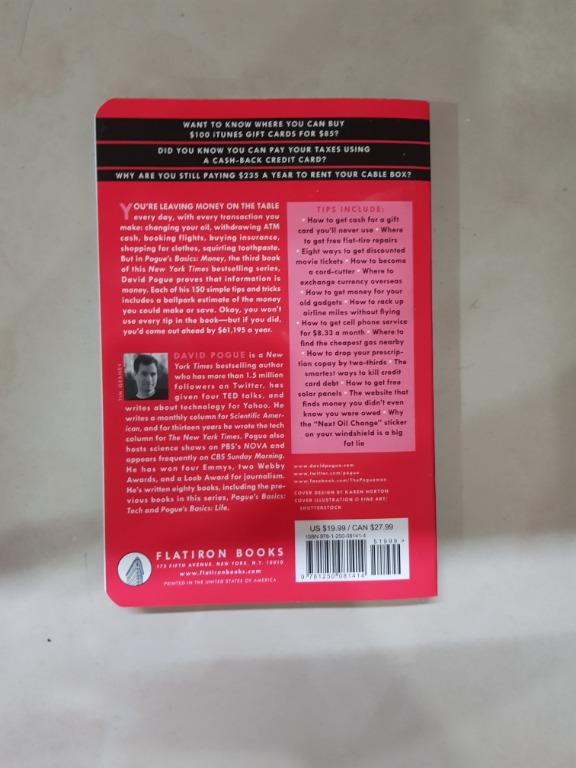 WANT TO KNOW WHERE YOU CAN BUY
$100 iTUNES GIFT CARDS FOR $85?
DID YOU KNOW YOU CAN PAY YOUR TAXES USING
A CASH-BACK CREDIT CARD?
WHY ARE YOU STILL PAYING $235 A YEAR TO RENT YOUR CABLE BOX?
YOU'RE LEAVING MONEY ON THE TABLE
every day, with every transaction you
make: changing your oil, withdrawing ATM
cash, booking flights, buying insurance,
shopping for clothes, squirting toothpaste.
But in Pogue's Basics: Money, the third book
of this New York Times bestselling series,
David Pogue proves that information is
money. Each of his 150 simple tips and tricks
includes a ballpark estimate of the money
you could make or save. Okay, you won't
use every tip in the book—but if you did,
you'd come out ahead by $61,195 a year.
TIM GEANEY
DAVID POGUE is a New
York Times bestselling author
who has more than 1.5 million
followers on Twitter, has
given four TED talks, and
writes about technology for Yahoo. He
writes a monthly column for Scientific Amer-
ican, and for thirteen years he wrote the tech
column for The New York Times. Pogue also
hosts science shows on PBS's NOVA and
appears frequently on CBS Sunday Morning.
He has won four Emmys, two Webby
Awards, and a Loeb Award for journalism.
He's written eighty books, including the pre-
vious books in this series, Pogue's Basics:
Tech and Pogue's Basics: Life.
FLATIRON BOOKS
175 FIFTH AVENUE, NEW YORK, N.Y. 10010
www.flatironbooks.com
PRINTED IN THE UNITED STATES OF AMERICA
TIPS INCLUDE:
• How to get cash for a gift
card you'll never use • Where
to get free flat-tire repairs
• Eight ways to get discounted
movie tickets • How to become
a cord-cutter • Where to
exchange currency overseas
• How to get money for your
old gadgets • How to rack up
airline miles without flying
• How to get cell phone service
for $8.33 a month • Where to
find the cheapest gas nearby
• How to drop your prescrip-
tion copay by two-thirds • The
smartest ways to kill credit
card debt • How to get free
solar panels • The website that
finds money you didn't even
know you were owed • Why
the "Next Oil Change" sticker
on your windshield is a big
fat lie
www.davidpogue.com
www.twitter.com/pogue
www.facebook.com/ThePogueman
COVER DESIGN BY KAREN HORTON
COVER ILLUSTRATION © FINE ART/
SHUTTERSTOCK
US $19.99 / CAN $27.99
ISBN 978-1-250-08141-4
51999 >
9 781250 081414